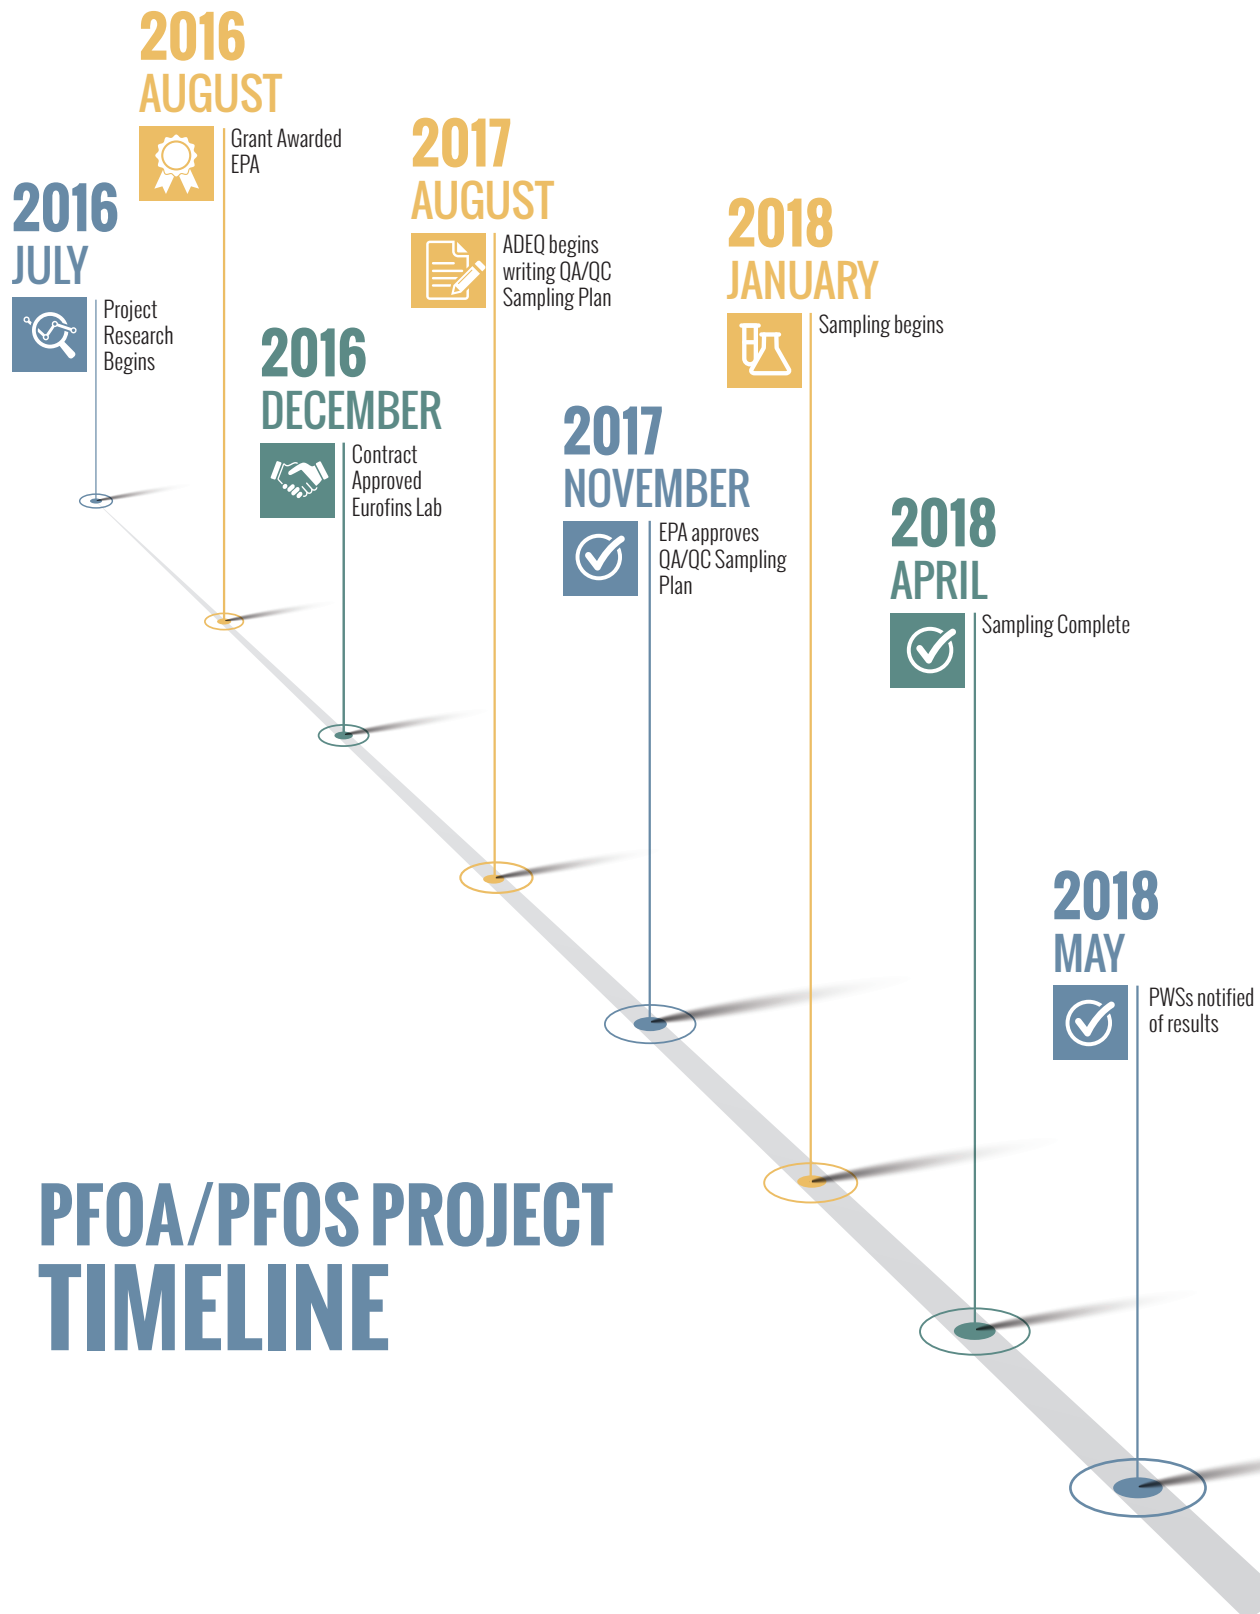 2016
JULY
Project
Research
Begins
2016
AUGUST
Grant Awarded
EPA
2016
DECEMBER
Contract
Approved
Eurofins Lab
2017
AUGUST
ADEQ begins
writing QA/QC
Sampling Plan
2017
NOVEMBER
EPA approves
QA/QC Sampling
Plan
2018
JANUARY
Sampling begins
2018
APRIL
Sampling Complete
2018
MAY
PWSs notified
of results
PFOA/PFOS PROJECT
TIMELINE